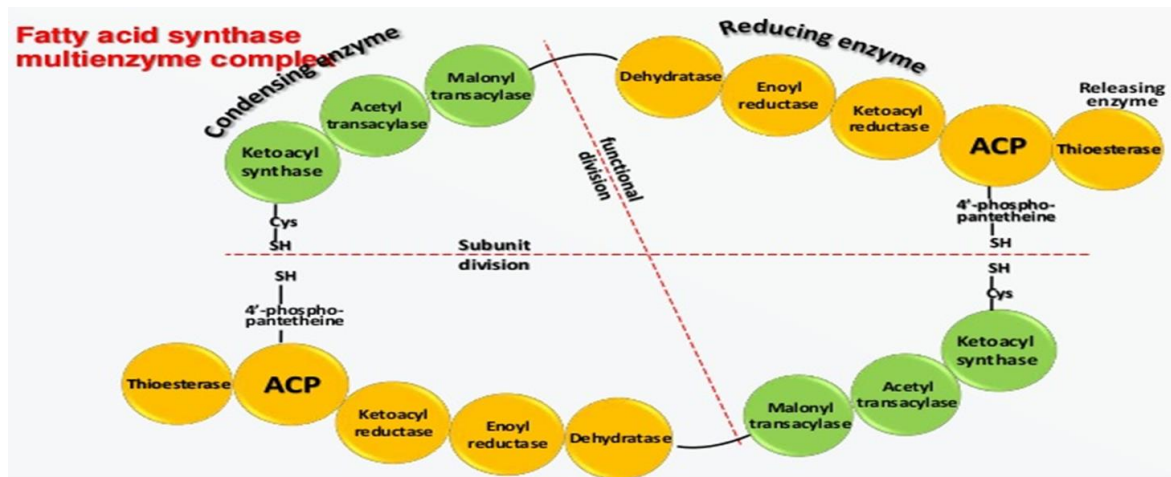 Fatty acid synthase
multienzyme complex
Condensing enzyme
Reducing enzyme
Malonyl
transacylase
Acetyl
transacylase
Ketoacyl
synthase
Cys
SH
Dehydratase
Enoyl
reductase
Ketoacyl
reductase
ACP
Releasing
enzyme
Thioesterase
4'-phospho-
pantetheine
SH
functional
division
Subunit
division
SH
4'-phospho-
pantetheine
Thioesterase
ACP
Ketoacyl
reductase
Enoyl
reductase
Dehydratase
SH
Cys
Ketoacyl
synthase
Acetyl
transacylase
Malonyl
transacylase